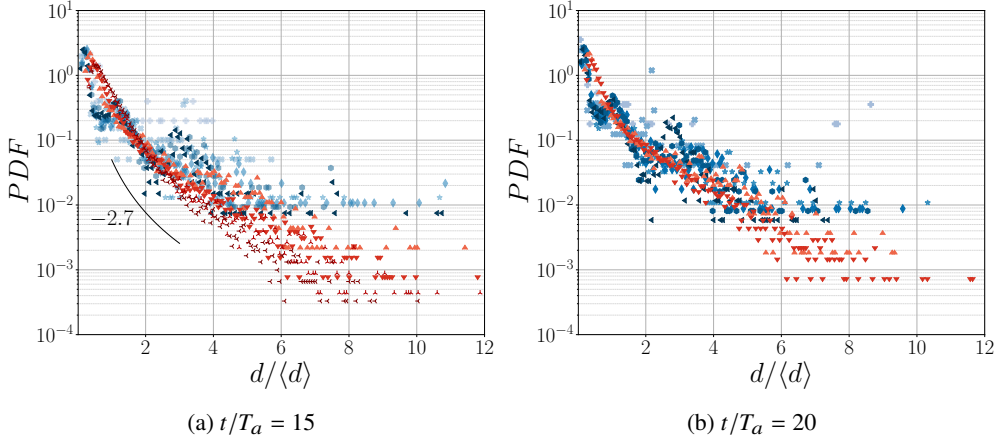 10^1
10^0
10^{-1}
10^{-2}
10^{-3}
10^{-4}
PDF
−2.7
2 4 6 8 10 12
d/⟨d⟩
(a) t/T_a = 15
10^1
10^0
10^{-1}
10^{-2}
10^{-3}
10^{-4}
PDF
2 4 6 8 10 12
d/⟨d⟩
(b) t/T_a = 20